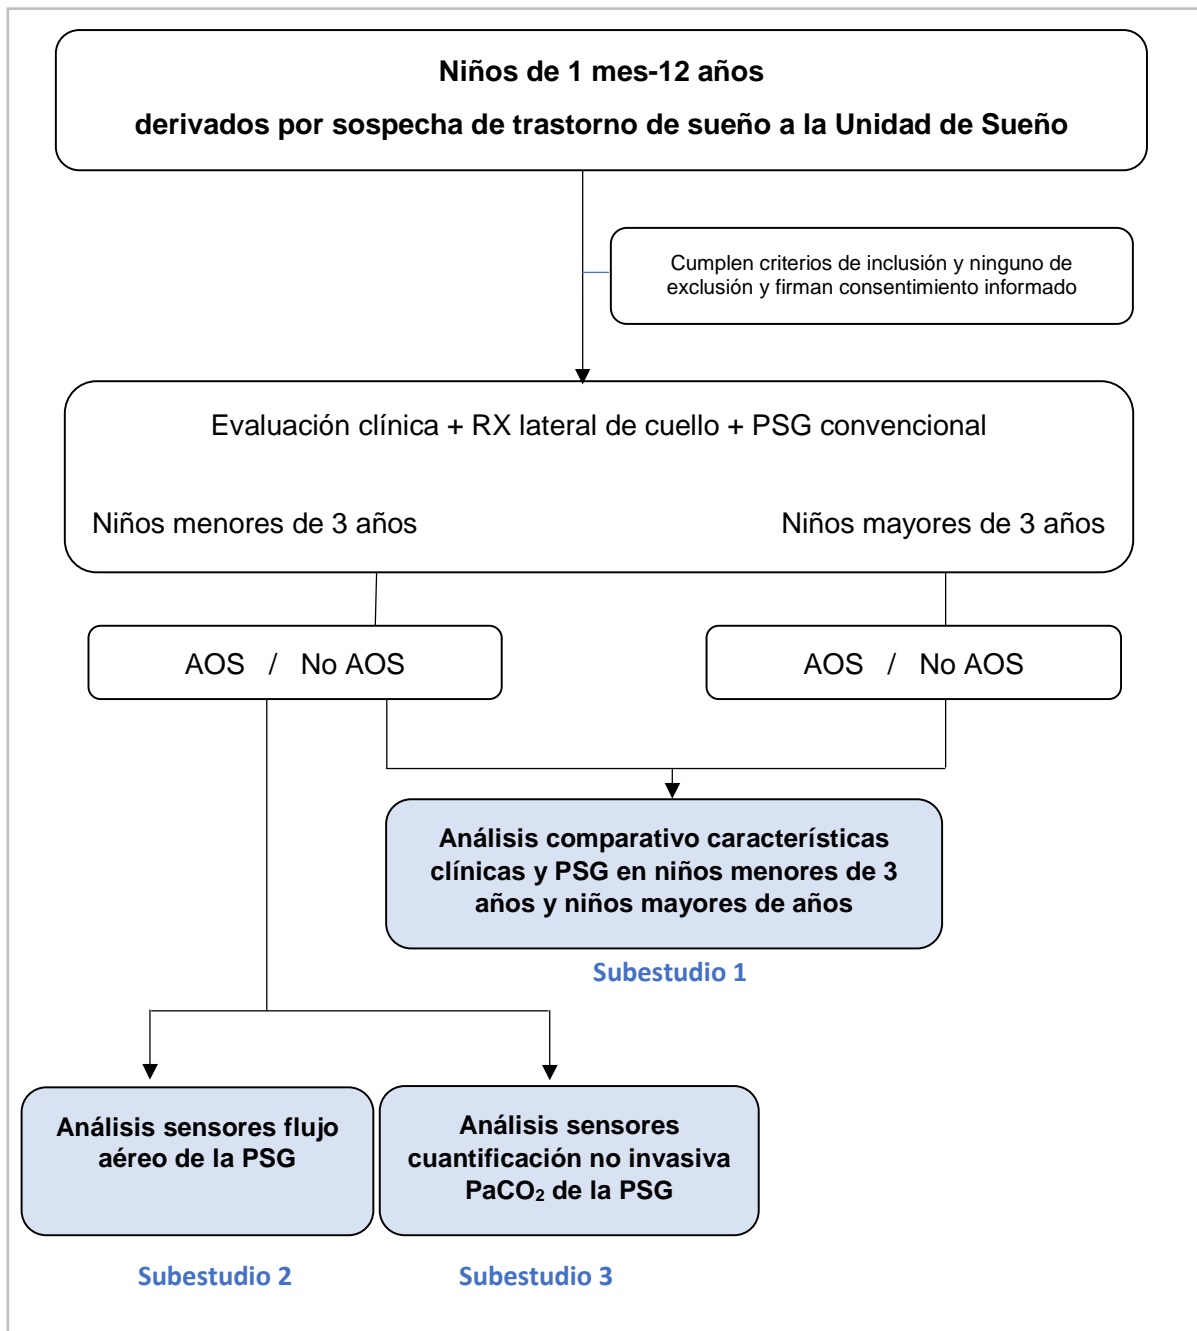 Niños de 1 mes-12 años
derivados por sospecha de trastorno de sueño a la Unidad de Sueño
Cumplen criterios de inclusión y ninguno de
exclusión y firman consentimiento informado
Evaluación clínica + RX lateral de cuello + PSG convencional
Niños menores de 3 años
Niños mayores de 3 años
AOS / No AOS
AOS / No AOS
Análisis comparativo características
clínicas y PSG en niños menores de 3
años y niños mayores de años
Subestudio 1
Análisis sensores flujo
aéreo de la PSG
Análisis sensores
cuantificación no invasiva
PaCO₂ de la PSG
Subestudio 2
Subestudio 3